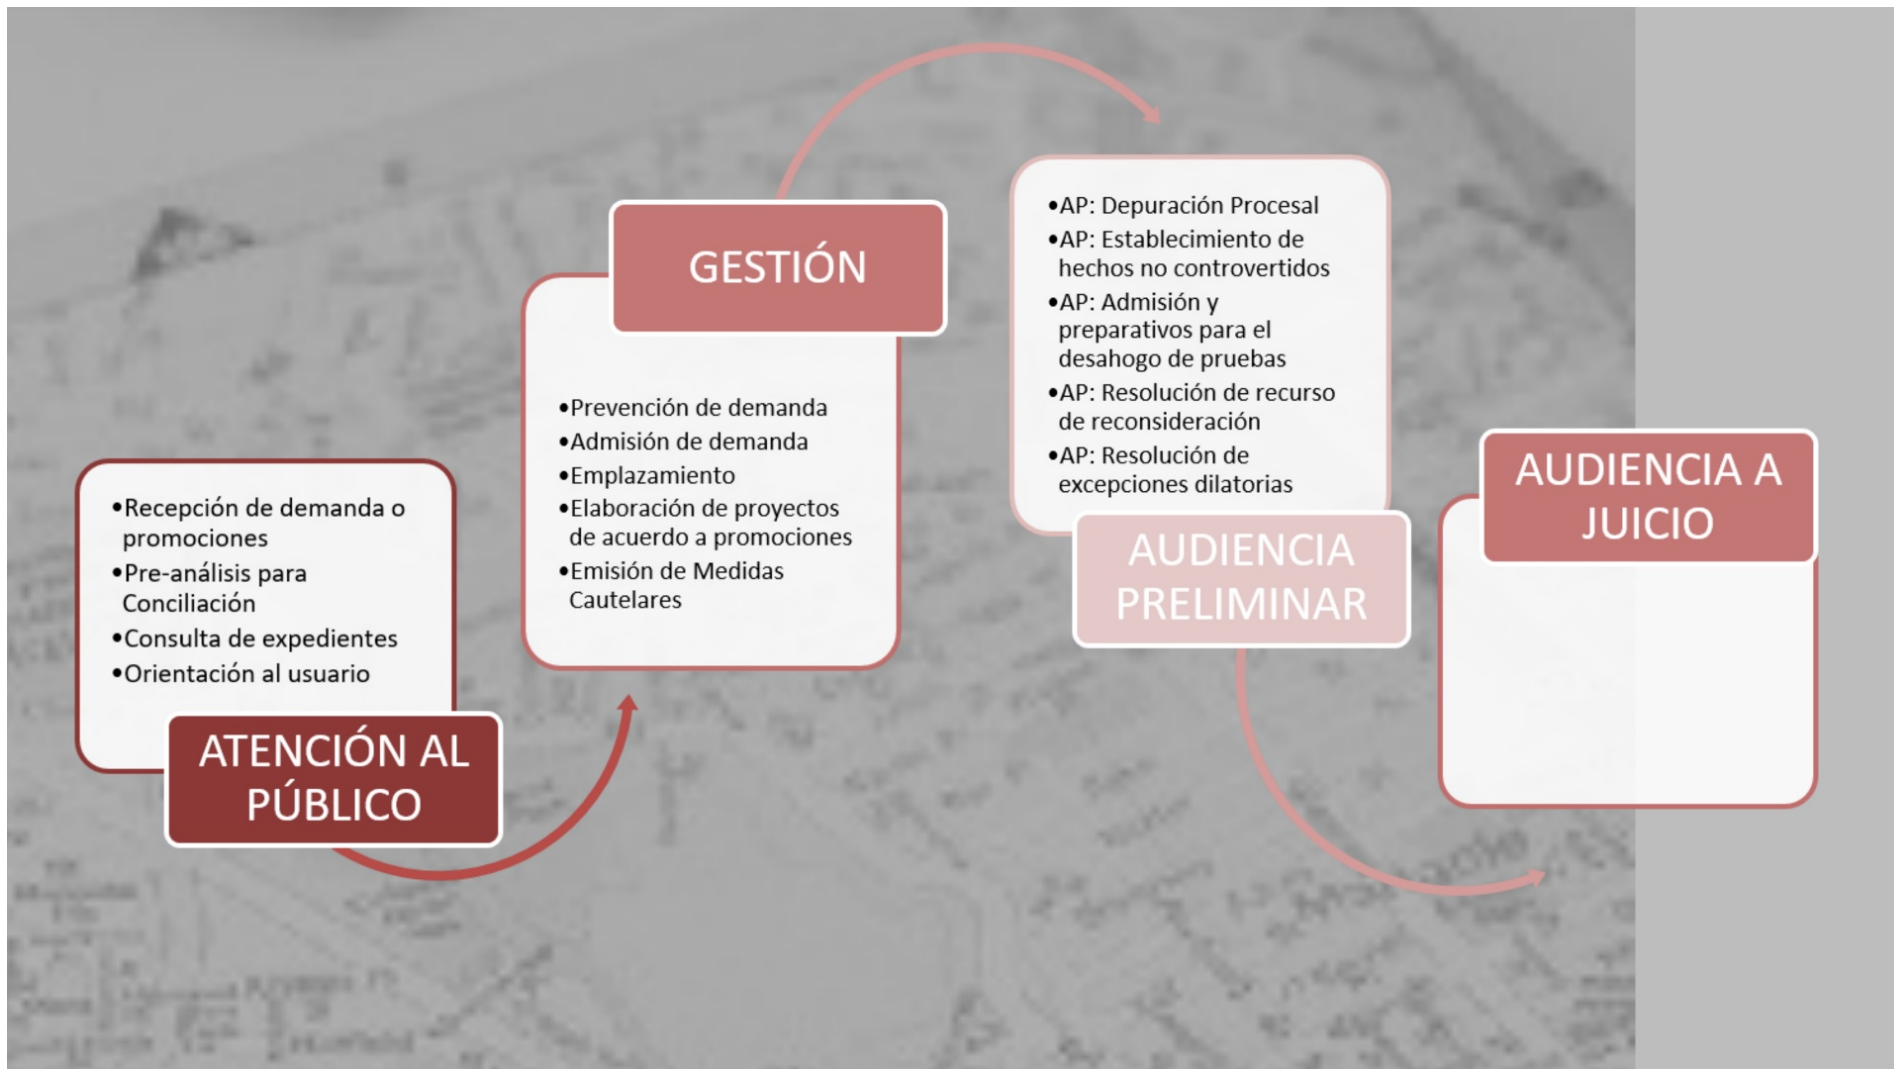 •Recepción de demanda o
promociones
•Pre-análisis para
Conciliación
•Consulta de expedientes
•Orientación al usuario
ATENCIÓN AL
PÚBLICO
GESTIÓN
•Prevención de demanda
•Admisión de demanda
•Emplazamiento
•Elaboración de proyectos
de acuerdo a promociones
•Emisión de Medidas
Cautelares
•AP: Depuración Procesal
•AP: Establecimiento de
hechos no controvertidos
•AP: Admisión y
preparativos para el
desahogo de pruebas
•AP: Resolución de recurso
de reconsideración
•AP: Resolución de
excepciones dilatorias
AUDIENCIA
PRELIMINAR
AUDIENCIA A
JUICIO